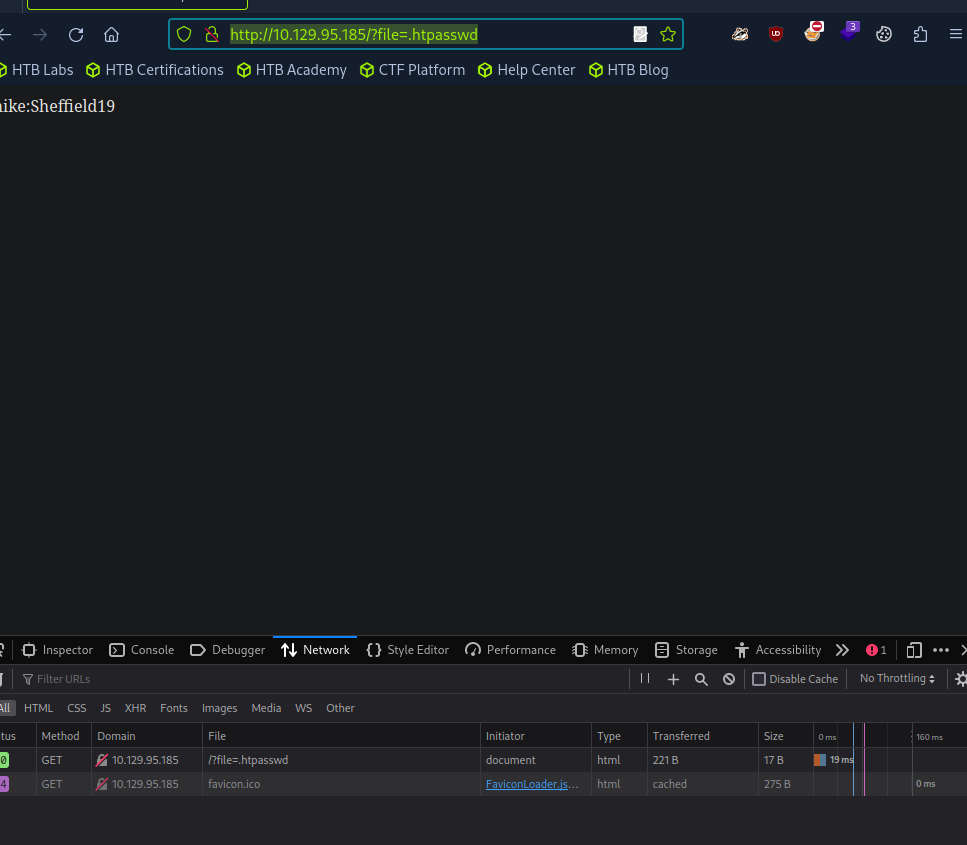 http://10.129.95.185/?file=.htpasswd
3
HTB Labs HTB Certifications HTB Academy CTF Platform Help Center HTB Blog
ike:Sheffield19
Inspector Console Debugger Network Style Editor Performance Memory Storage Accessibility 1
Filter URLs Disable Cache No Throttling
All HTML CSS JS XHR Fonts Images Media WS Other
tus Method Domain File Initiator Type Transferred Size 0 ms 160 ms
0 GET 10.129.95.185 /?file=.htpasswd document html 221 B 17 B 19 ms
4 GET 10.129.95.185 favicon.ico FaviconLoader.js... html cached 275 B 0 ms